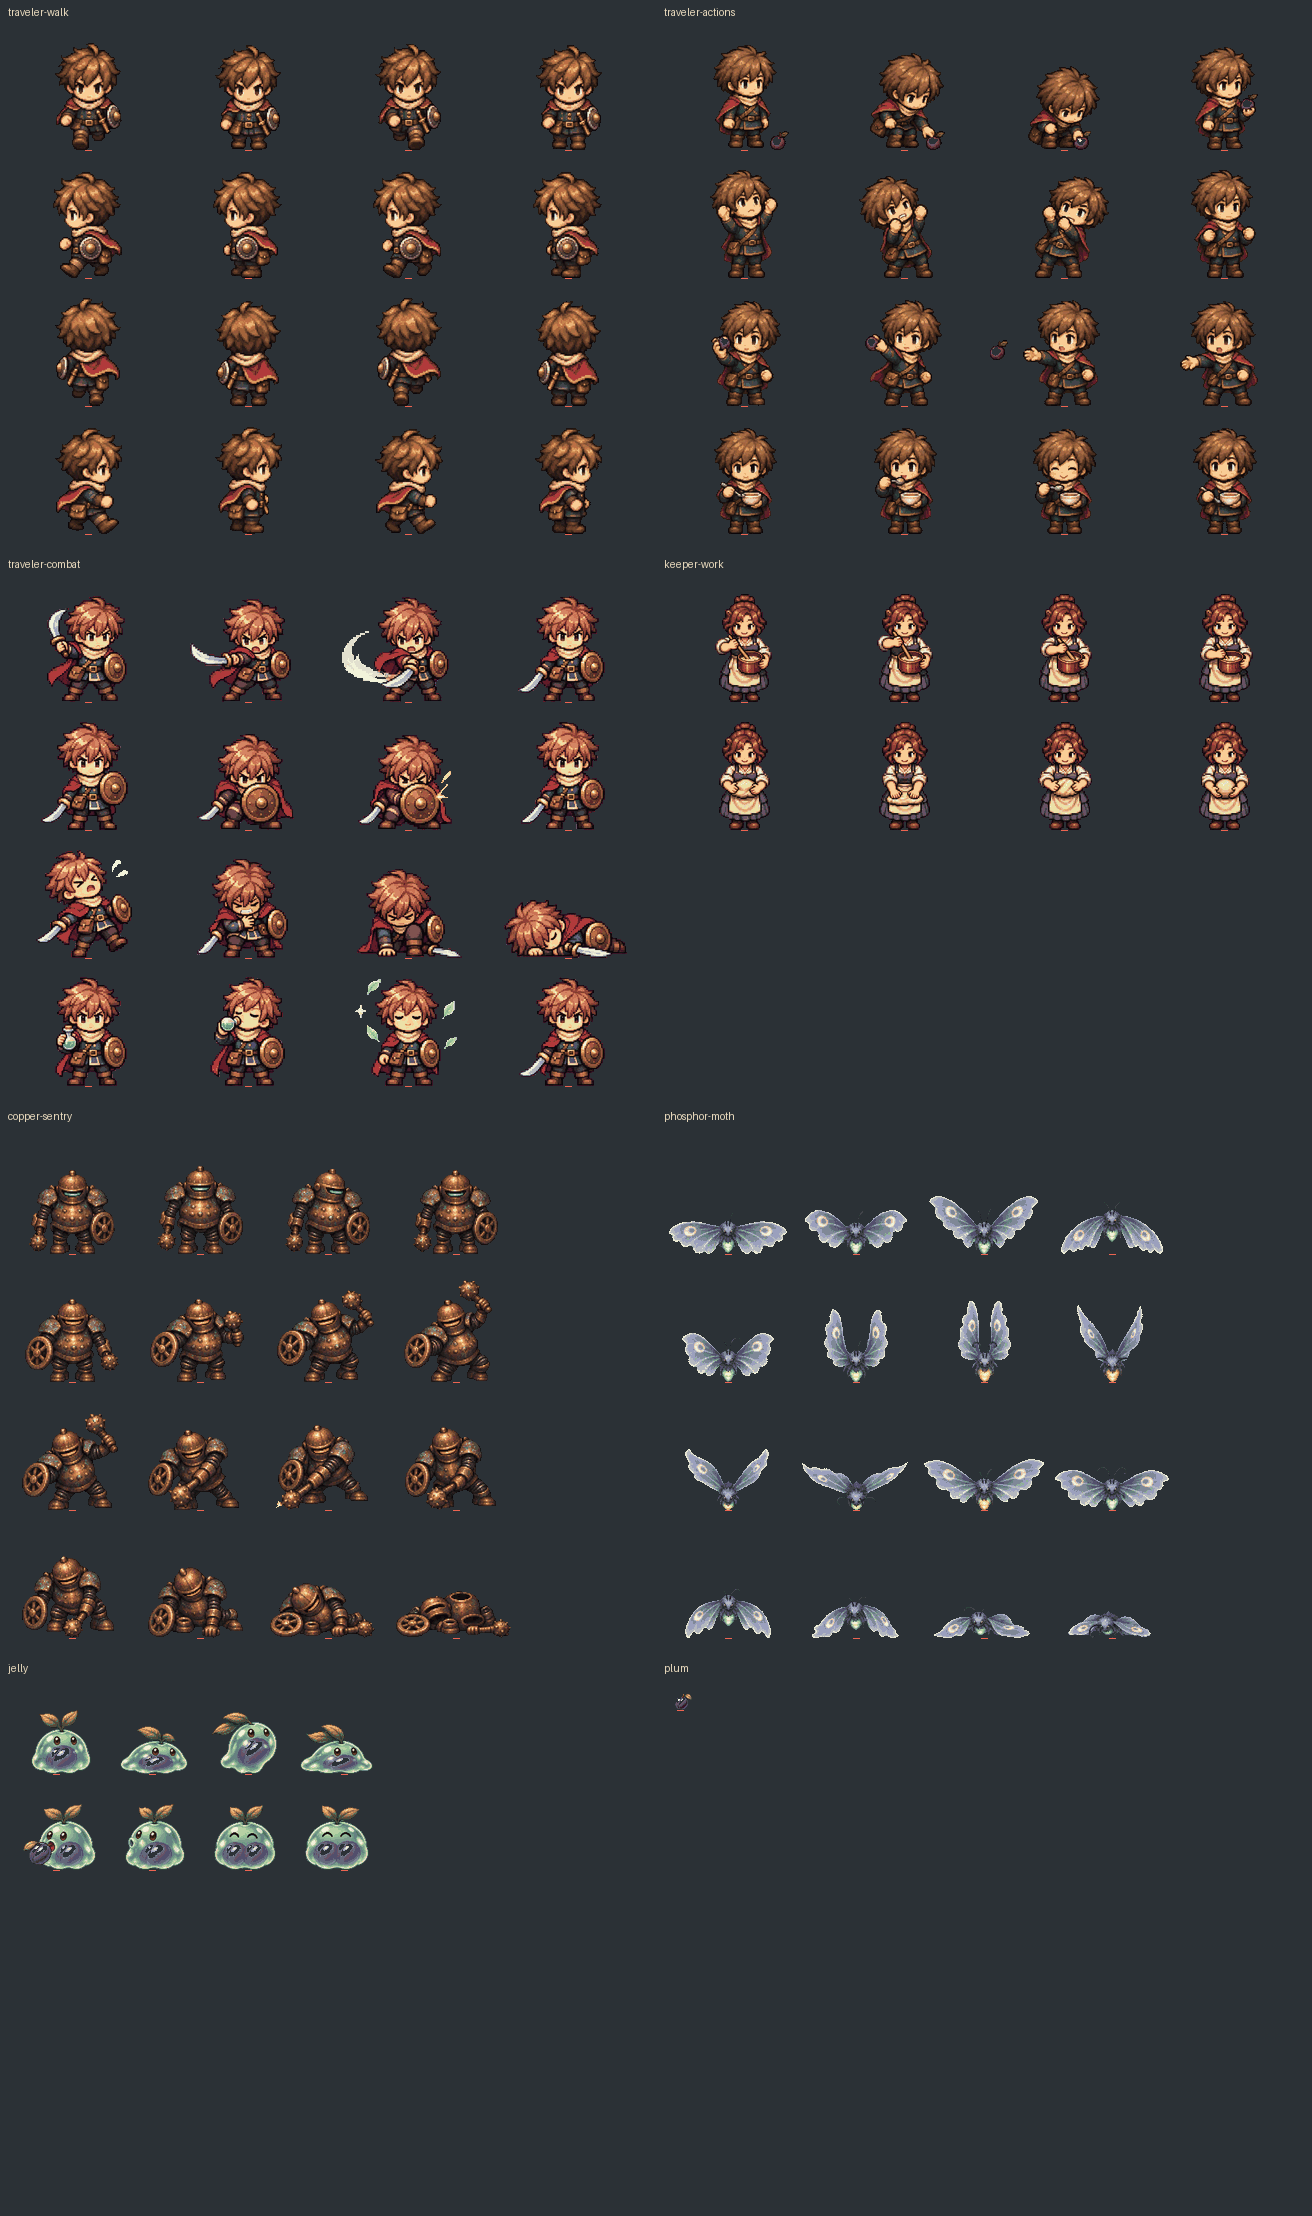 traveler-walk
traveler-actions
traveler-combat
keeper-work
copper-sentry
phosphor-moth
jelly
plum